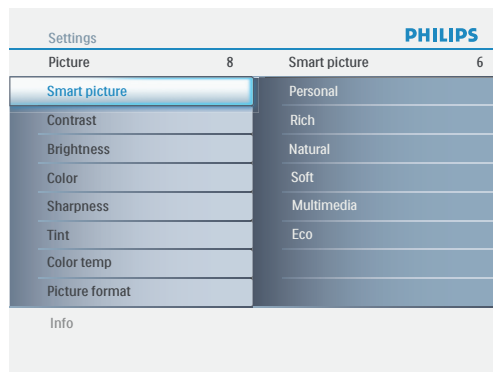 Settings
PHILIPS
Picture 8
Smart picture 6
Smart picture
Contrast
Brightness
Color
Sharpness
Tint
Color temp
Picture format
Personal
Rich
Natural
Soft
Multimedia
Eco
Info